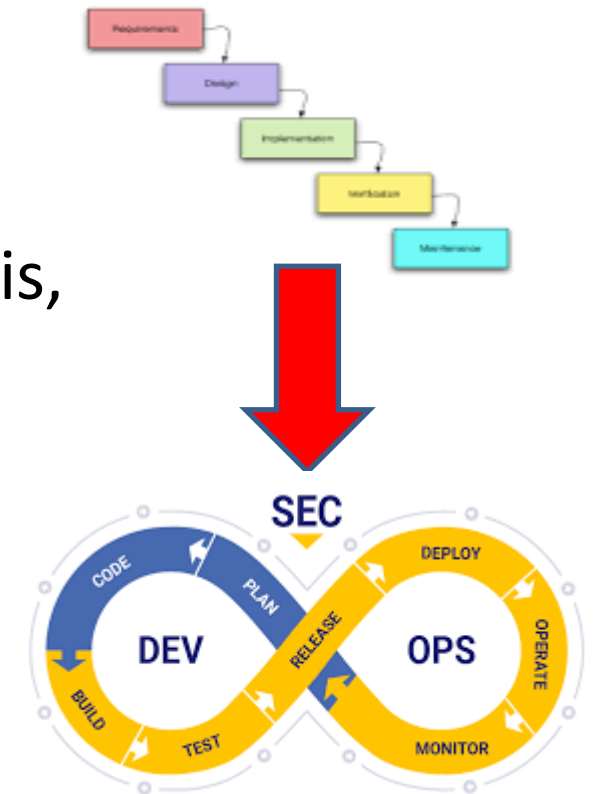 Requirements
Design
Implementation
Verification
Maintenance
is,
SEC
DEPLOY
CODE
PLAN
RELEASE
OPERATE
DEV
OPS
BUILD
TEST
MONITOR